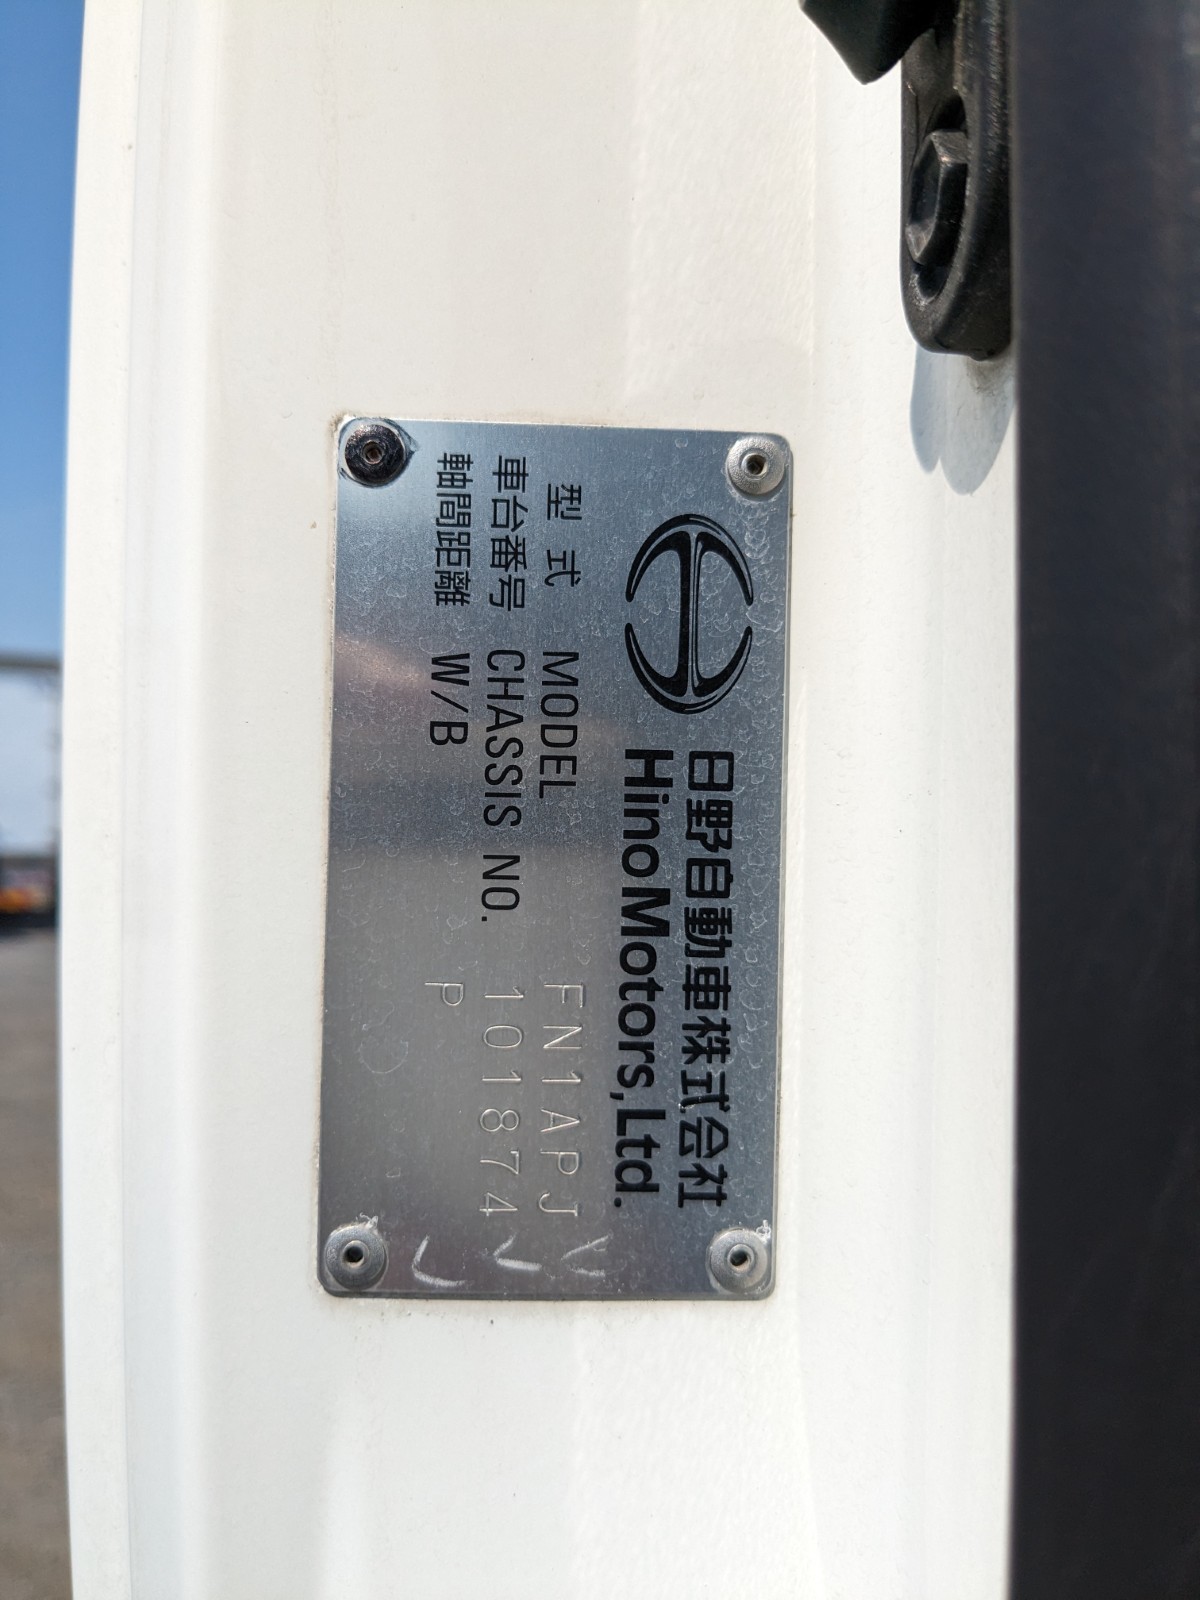 日野自動車株式会社
Hino Motors, Ltd.
型式 MODEL FN1APJ
車台番号 CHASSIS NO. 101874
軸間距離 W/B P